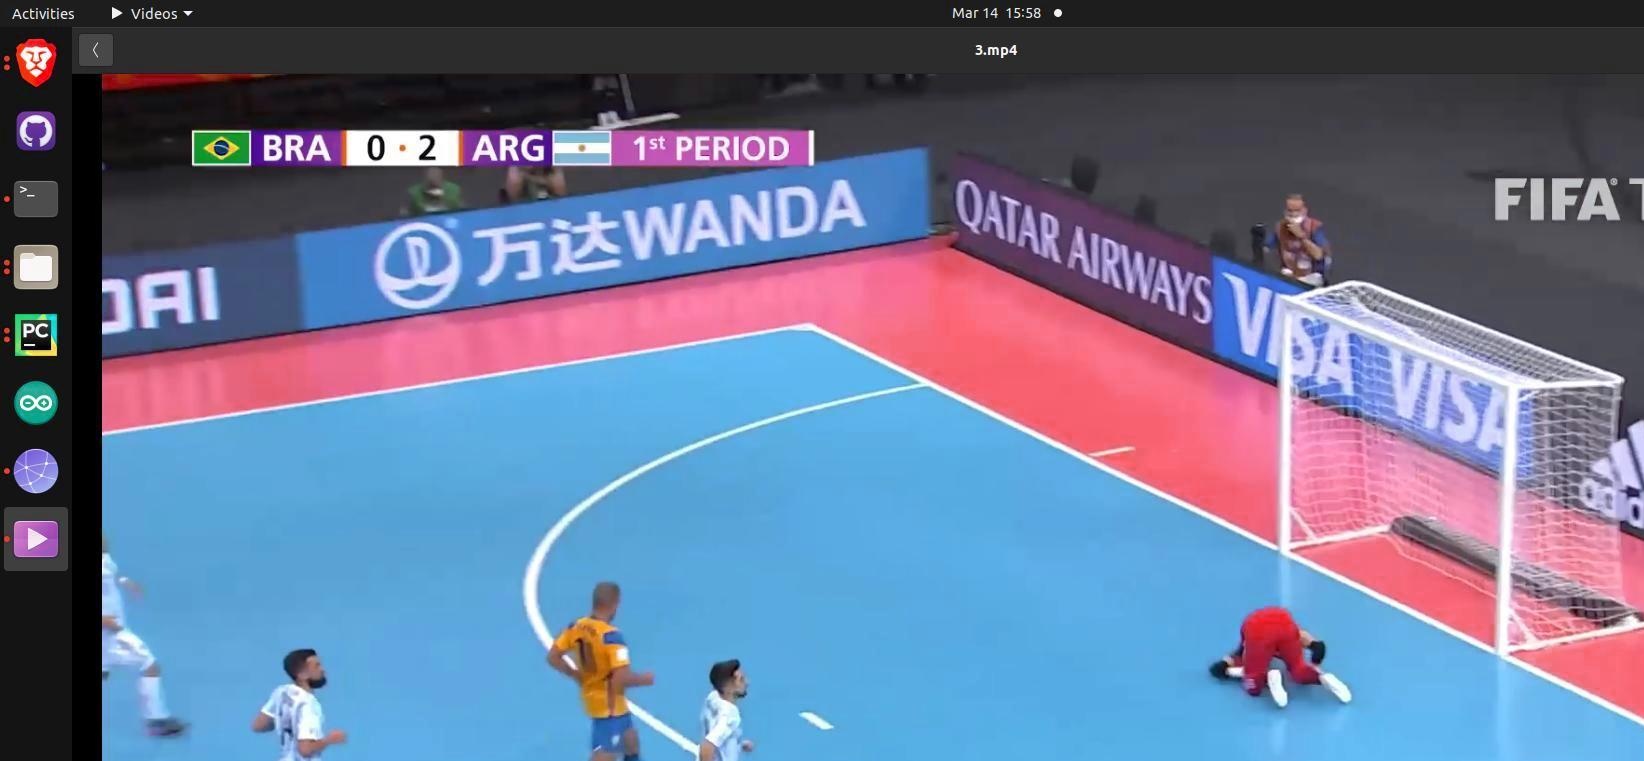 Activities
Videos
Mar 14 15:58
3.mp4
>_
PC
BRA 0 · 2 ARG 1st PERIOD
FIFA T
DAI
万达WANDA
QATAR AIRWAYS
VISA VISA
adid